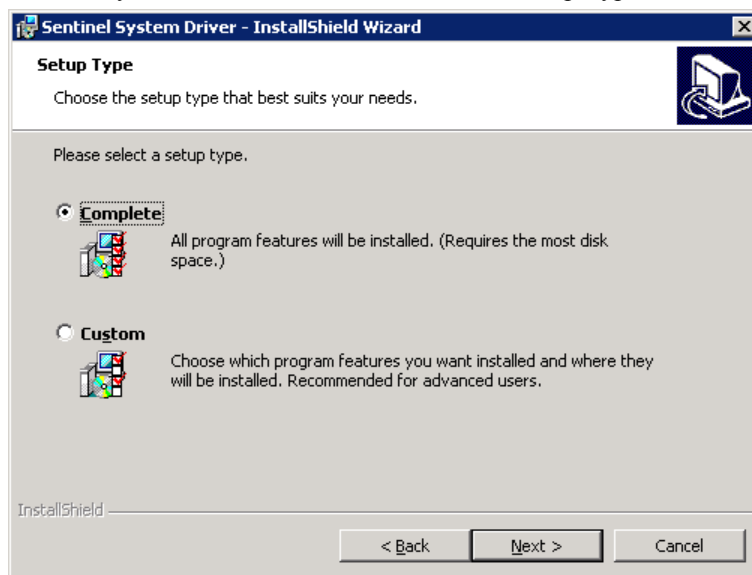 Sentinel System Driver - InstallShield Wizard
Setup Type
Choose the setup type that best suits your needs.
Please select a setup type.
Complete
All program features will be installed. (Requires the most disk
space.)
Custom
Choose which program features you want installed and where they
will be installed. Recommended for advanced users.
InstallShield
< Back Next > Cancel